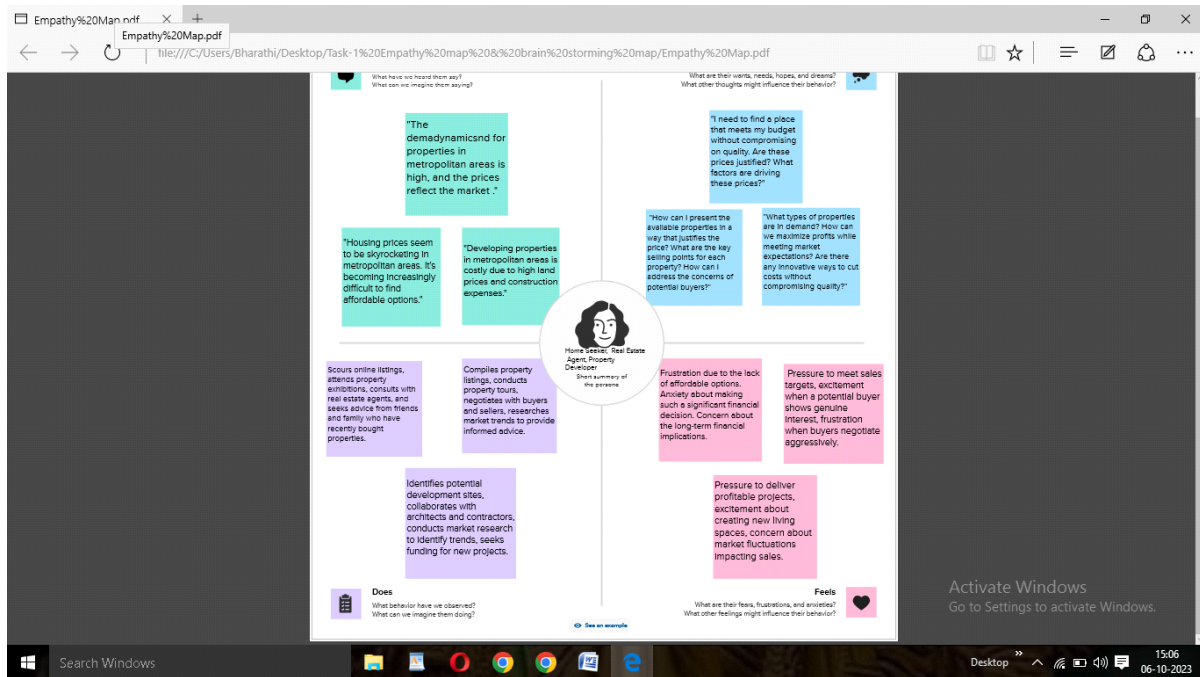 Empathy%20Map.pdf
Empathy%20Map.pdf
file:///C:/Users/Bharathi/Desktop/Task-1%20Empathy%20map%20&%20brain%20storming%20map/Empathy%20Map.pdf
What have we heard them say?
What can we imagine them saying?
What are their wants, needs, hopes, and dreams?
What other thoughts might influence their behavior?
"The
demadynamicsnd for
properties in
metropolitan areas is
high, and the prices
reflect the market ."
"Housing prices seem
to be skyrocketing in
metropolitan areas. It's
becoming increasingly
difficult to find
affordable options."
"Developing properties
in metropolitan areas is
costly due to high land
prices and construction
expenses."
"I need to find a place
that meets my budget
without compromising
on quality. Are these
prices justified? What
factors are driving
these prices?"
"How can I present the
available properties in a
way that justifies the
price? What are the key
selling points for each
property? How can I
address the concerns of
potential buyers?"
"What types of properties
are in demand? How can
we maximize profits while
meeting market
expectations? Are there
any innovative ways to cut
costs without
compromising quality?"
Home Seeker, Real Estate
Agent, Property
Developer
Short summary of
the persona
Scours online listings,
attends property
exhibitions, consults with
real estate agents, and
seeks advice from friends
and family who have
recently bought
properties.
Compiles property
listings, conducts
property tours,
negotiates with buyers
and sellers, researches
market trends to provide
informed advice.
Identifies potential
development sites,
collaborates with
architects and contractors,
conducts market research
to identify trends, seeks
funding for new projects.
Frustration due to the lack
of affordable options.
Anxiety about making
such a significant financial
decision. Concern about
the long-term financial
implications.
Pressure to meet sales
targets, excitement
when a potential buyer
shows genuine
interest, frustration
when buyers negotiate
aggressively.
Pressure to deliver
profitable projects,
excitement about
creating new living
spaces, concern about
market fluctuations
impacting sales.
Does
What behavior have we observed?
What can we imagine them doing?
Feels
What are their fears, frustrations, and anxieties?
What other feelings might influence their behavior?
See an example
Activate Windows
Go to Settings to activate Windows.
Search Windows
Desktop
15:06
06-10-2023